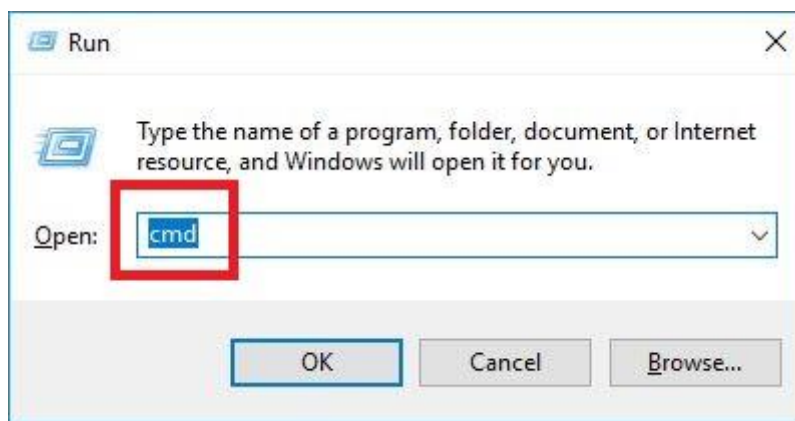 Run
Type the name of a program, folder, document, or Internet
resource, and Windows will open it for you.
Open: cmd
OK Cancel Browse...